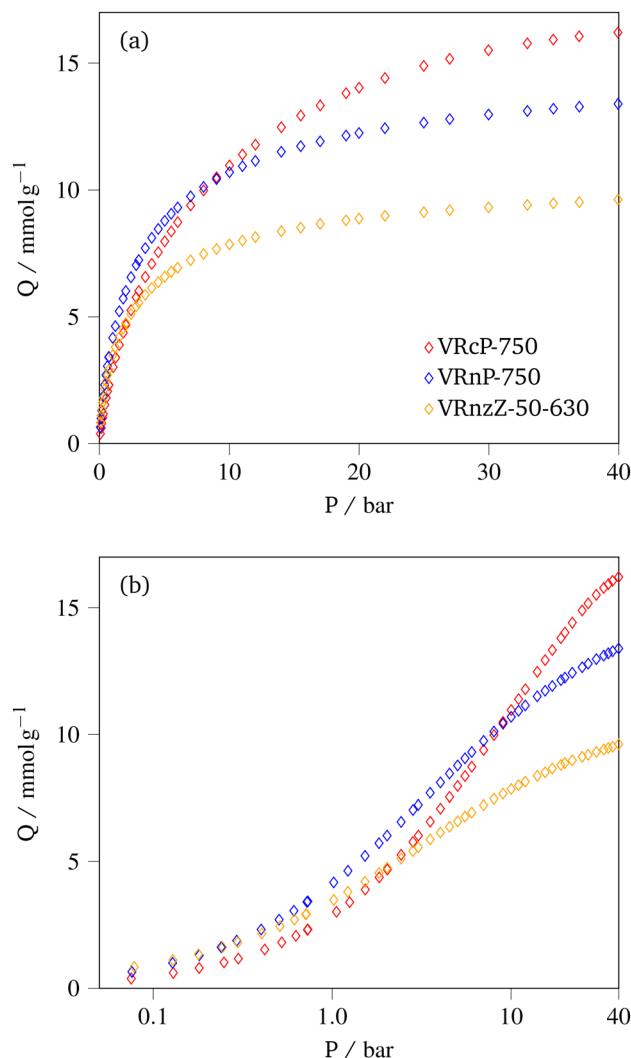 (a)
15
10
5
0
Q / mmol g⁻¹
VRcP-750
VRnP-750
VRnzZ-50-630
0 10 20 30 40
P / bar
(b)
15
10
5
0
Q / mmol g⁻¹
0.1 1.0 10 40
P / bar